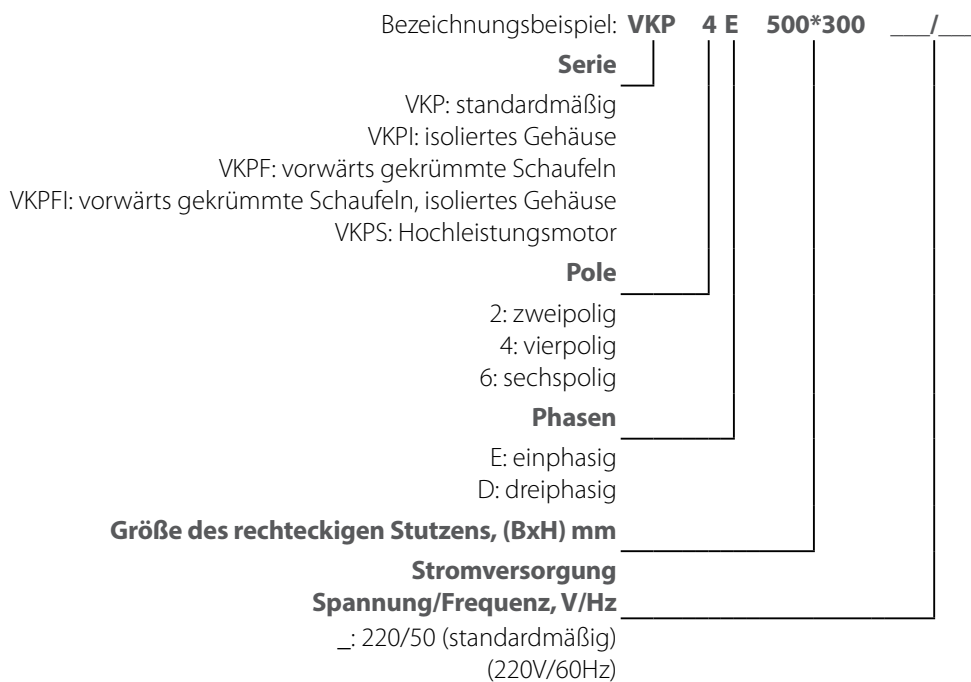 Bezeichnungsbeispiel: VKP 4 E 500*300 ___/___
Serie
VKP: standardmäßig
VKPI: isoliertes Gehäuse
VKPF: vorwärts gekrümmte Schaufeln
VKPFI: vorwärts gekrümmte Schaufeln, isoliertes Gehäuse
VKPS: Hochleistungsmotor
Pole
2: zweipolig
4: vierpolig
6: sechspolig
Phasen
E: einphasig
D: dreiphasig
Größe des rechteckigen Stutzens, (BxH) mm
Stromversorgung
Spannung/Frequenz, V/Hz
_: 220/50 (standardmäßig)
(220V/60Hz)